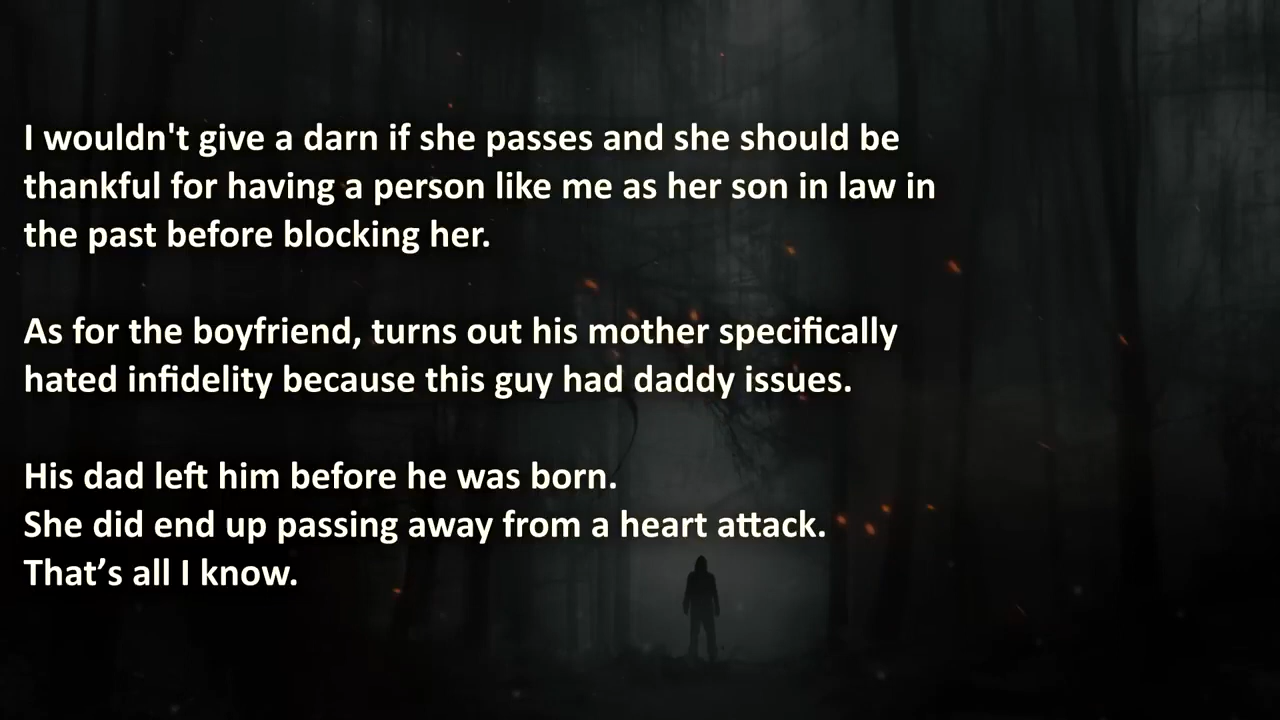 I wouldn't give a darn if she passes and she should be
thankful for having a person like me as her son in law in
the past before blocking her.
As for the boyfriend, turns out his mother specifically
hated infidelity because this guy had daddy issues.
His dad left him before he was born.
She did end up passing away from a heart attack.
That’s all I know.